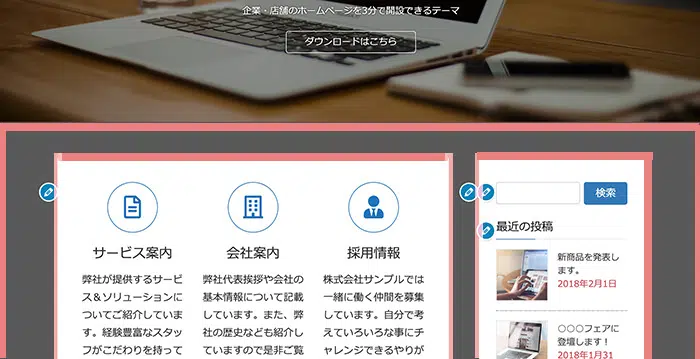 企業・店舗のホームページを3分で開設できるテーマ
ダウンロードはこちら
検索
最近の投稿
新商品を発表し
ます。
2018年2月1日
〇〇〇フェアに
登壇します！
2018年1月31
サービス案内
弊社が提供するサービ
ス＆ソリューションに
ついてご紹介していま
す。経験豊富なスタッ
フがこだわりを持って
会社案内
弊社代表挨拶や会社の
基本情報について記載
しています。また、弊
社の歴史なども紹介し
ていますので是非ご覧
採用情報
株式会社サンプルでは
一緒に働く仲間を募集
しています。自分で考
えていろいろな事にチ
ャレンジできるやりが